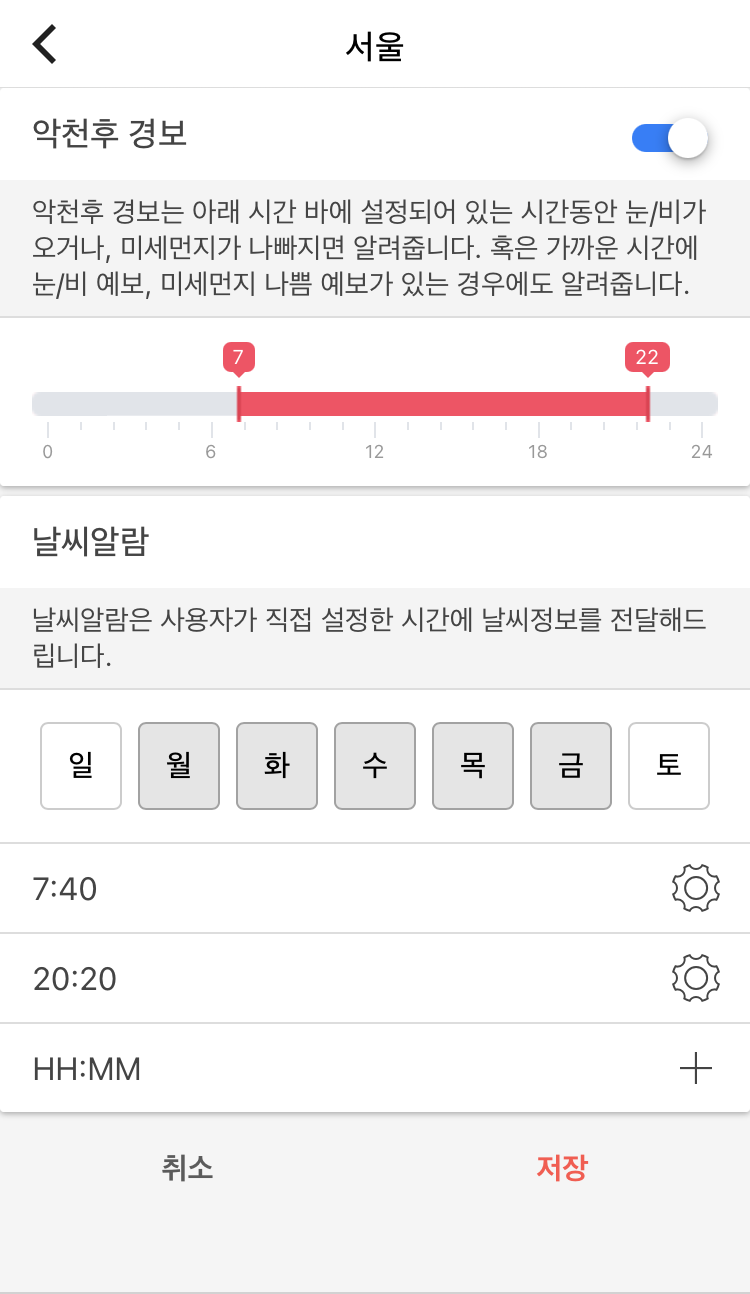 서울
악천후 경보
악천후 경보는 아래 시간 바에 설정되어 있는 시간동안 눈/비가
오거나, 미세먼지가 나빠지면 알려줍니다. 혹은 가까운 시간에
눈/비 예보, 미세먼지 나쁨 예보가 있는 경우에도 알려줍니다.
7 22
0 6 12 18 24
날씨알람
날씨알람은 사용자가 직접 설정한 시간에 날씨정보를 전달해드
립니다.
일 월 화 수 목 금 토
7:40
20:20
HH:MM
취소 저장